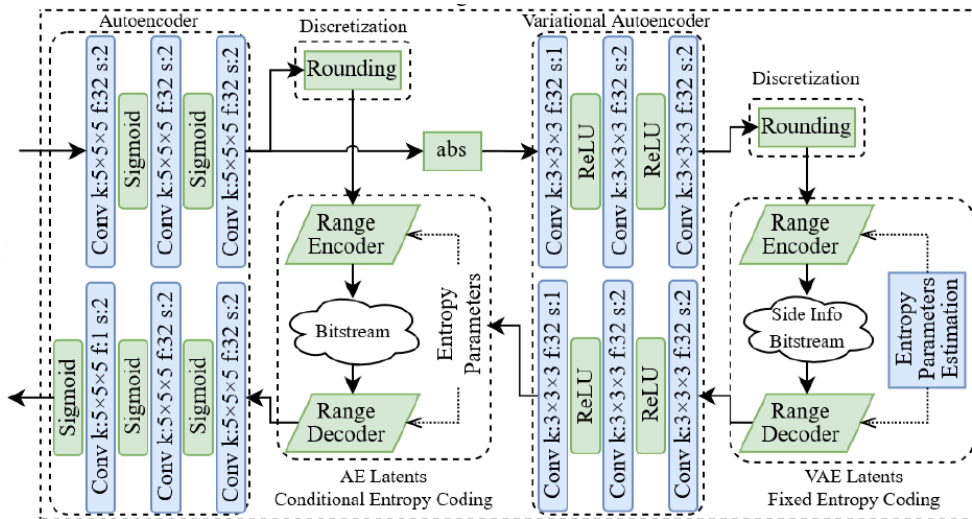 Autoencoder
Conv k:5×5×5 f:32 s:2
Sigmoid
Conv k:5×5×5 f:32 s:2
Sigmoid
Conv k:5×5×5 f:32 s:2
Discretization
Rounding
abs
Variational Autoencoder
Conv k:3×3×3 f:32 s:1
ReLU
Conv k:3×3×3 f:32 s:2
ReLU
Conv k:3×3×3 f:32 s:2
Discretization
Rounding
Range
Encoder
Bitstream
Range
Decoder
Entropy
Parameters
AE Latents
Conditional Entropy Coding
Range
Encoder
Side Info
Bitstream
Range
Decoder
Entropy
Parameters
Estimation
VAE Latents
Fixed Entropy Coding
Sigmoid
Conv k:5×5×5 f:1 s:2
Sigmoid
Conv k:5×5×5 f:32 s:2
Sigmoid
Conv k:5×5×5 f:32 s:2
Conv k:3×3×3 f:32 s:1
ReLU
Conv k:3×3×3 f:32 s:2
ReLU
Conv k:3×3×3 f:32 s:2